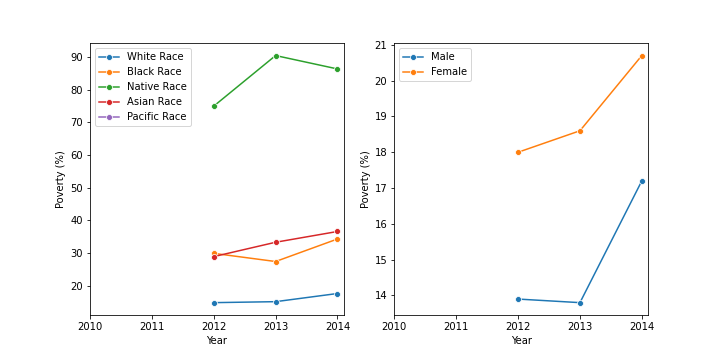 White Race
Black Race
Native Race
Asian Race
Pacific Race
90
80
70
60
50
40
30
20
Poverty (%)
2010 2011 2012 2013 2014
Year
Male
Female
21
20
19
18
17
16
15
14
Poverty (%)
2010 2011 2012 2013 2014
Year